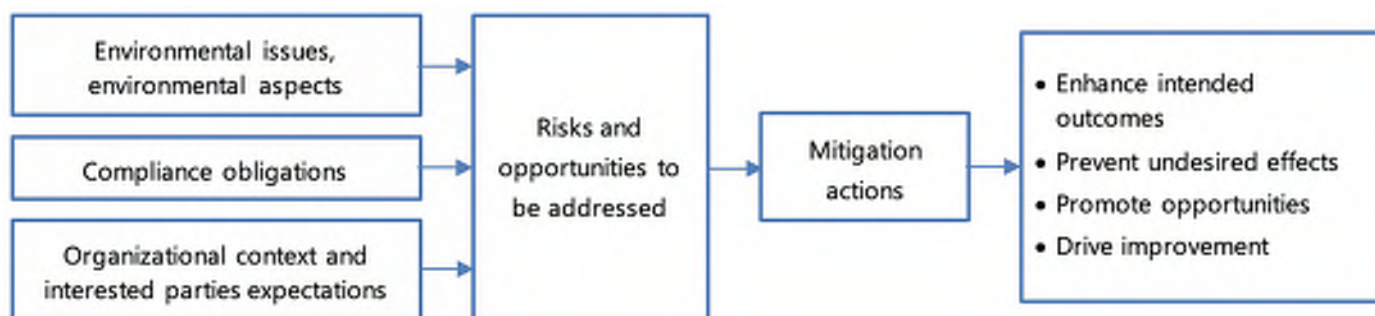 Environmental issues,
environmental aspects
Compliance obligations
Organizational context and
interested parties expectations
Risks and
opportunities to
be addressed
Mitigation
actions
• Enhance intended
outcomes
• Prevent undesired effects
• Promote opportunities
• Drive improvement